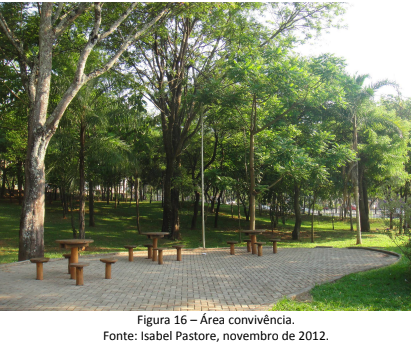 Figura 16 – Área convivência.
Fonte: Isabel Pastore, novembro de 2012.